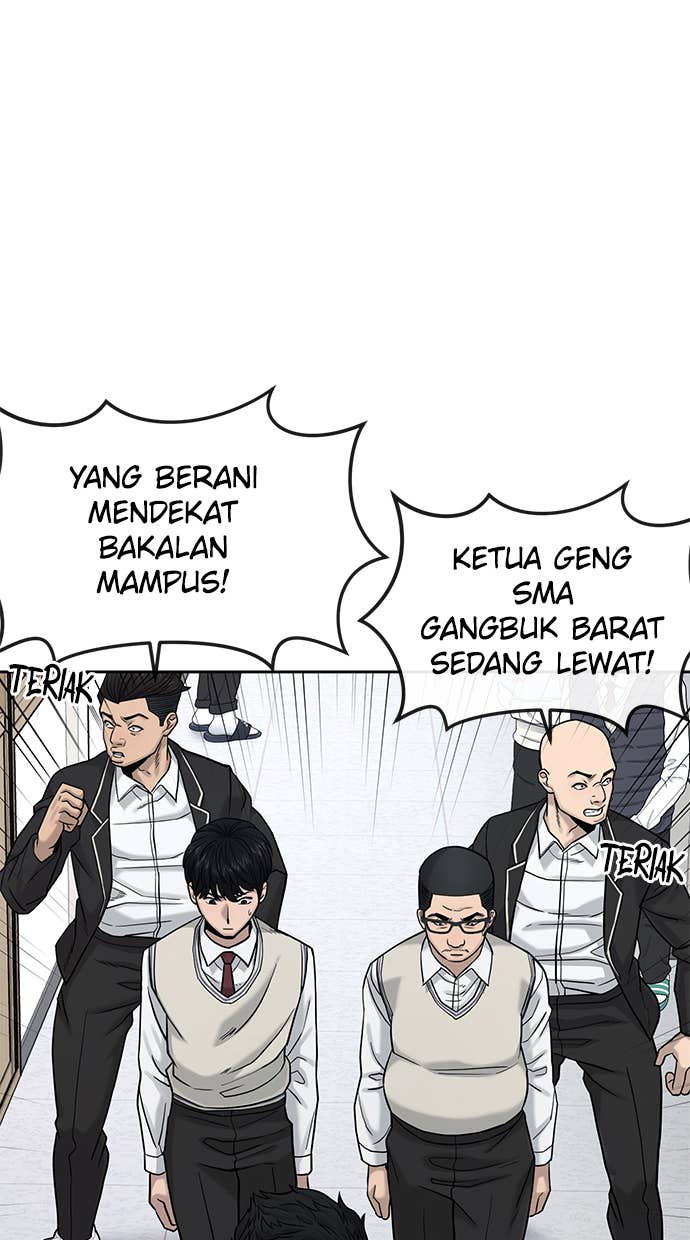 YANG BERANI
MENDEKAT
BAKALAN
MAMPUS!
KETUA GENG
SMA
GANGBUK BARAT
SEDANG LEWAT!
TERIAK
TERIAK